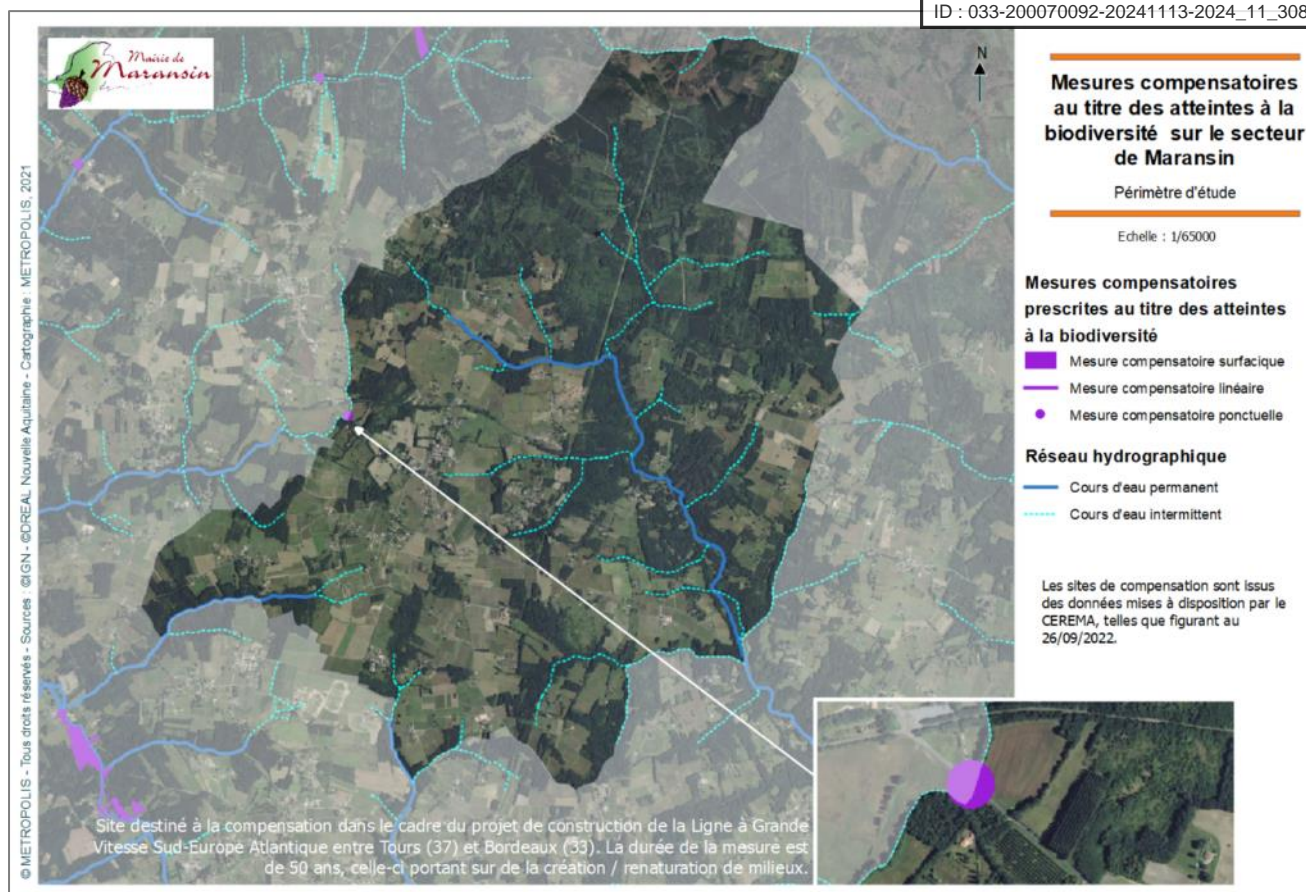 ID : 033-200070092-20241113-2024_11_308
Mairie de
Maransin
N
© METROPOLIS - Tous droits réservés - Sources : ©IGN - ©DREAL Nouvelle Aquitaine - Cartographie : METROPOLIS, 2021
Mesures compensatoires
au titre des atteintes à la
biodiversité sur le secteur
de Maransin
Périmètre d'étude
Echelle : 1/65000
Mesures compensatoires
prescrites au titre des atteintes
à la biodiversité
Mesure compensatoire surfacique
Mesure compensatoire linéaire
Mesure compensatoire ponctuelle
Réseau hydrographique
Cours d'eau permanent
Cours d'eau intermittent
Les sites de compensation sont issus
des données mises à disposition par le
CEREMA, telles que figurant au
26/09/2022.
Site destiné à la compensation dans le cadre du projet de construction de la Ligne à Grande
Vitesse Sud-Europe Atlantique entre Tours (37) et Bordeaux (33). La durée de la mesure est
de 50 ans, celle-ci portant sur de la création / renaturation de milieux.